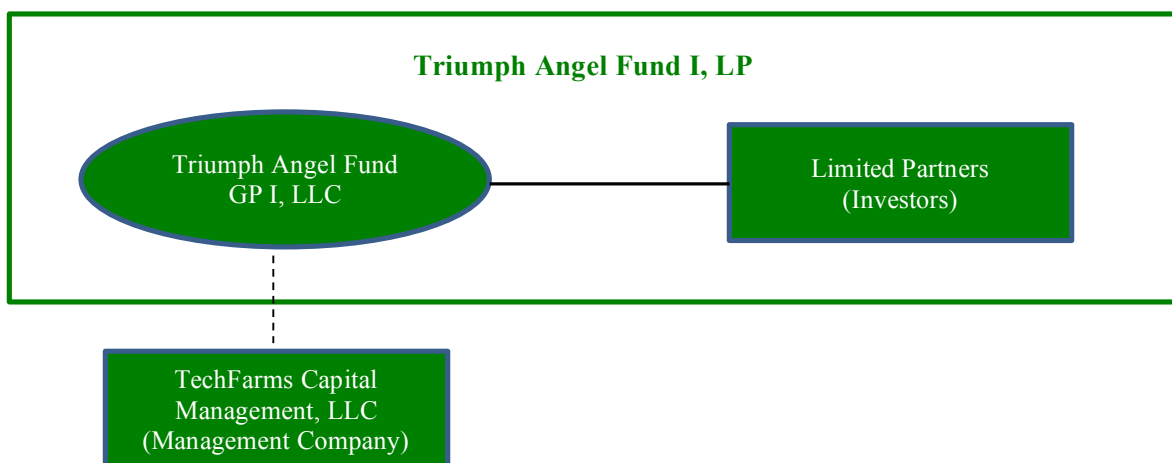 Triumph Angel Fund I, LP
Triumph Angel Fund
GP I, LLC
Limited Partners
(Investors)
TechFarms Capital
Management, LLC
(Management Company)